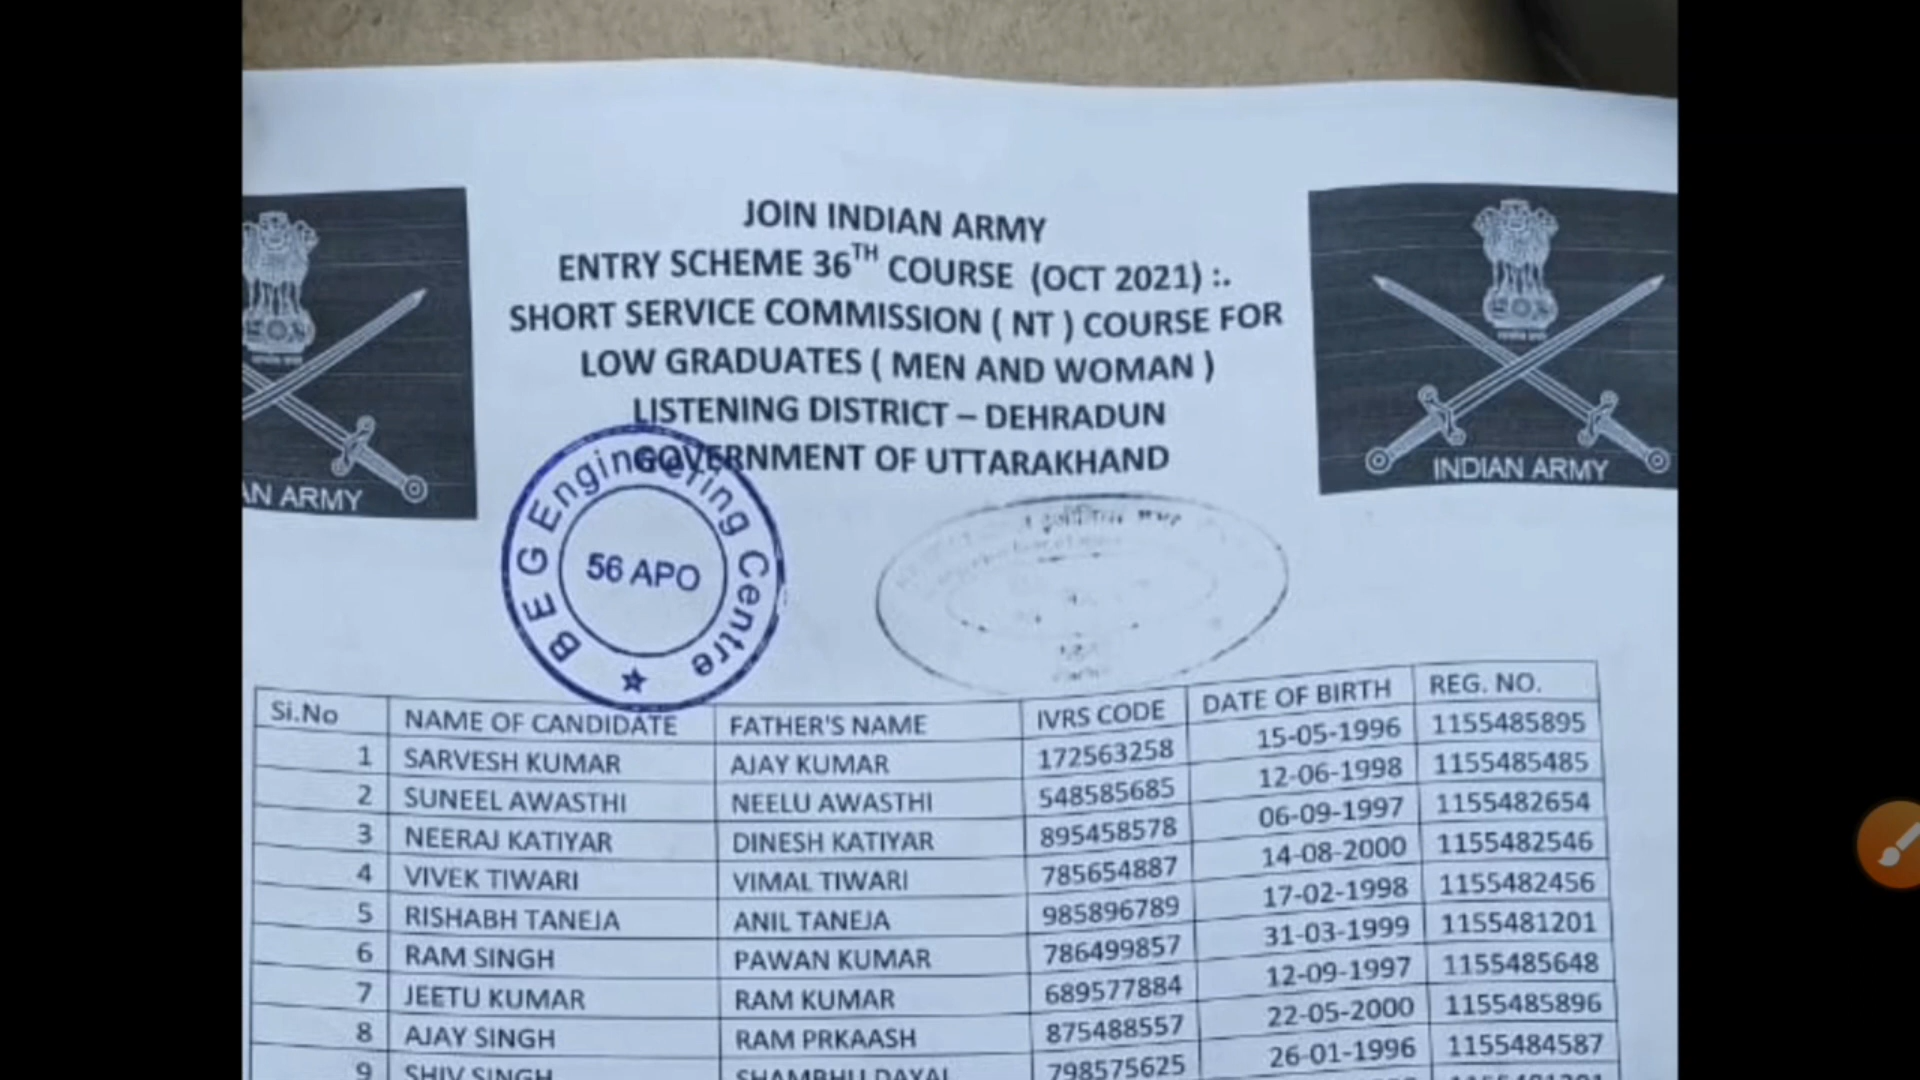 JOIN INDIAN ARMY
ENTRY SCHEME 36TH COURSE (OCT 2021) :.
SHORT SERVICE COMMISSION ( NT ) COURSE FOR
LOW GRADUATES ( MEN AND WOMAN )
LISTENING DISTRICT – DEHRADUN
GOVERNMENT OF UTTARAKHAND
AN ARMY
INDIAN ARMY
B E G Engineering Centre
56 APO
Si.No NAME OF CANDIDATE FATHER'S NAME IVRS CODE DATE OF BIRTH REG. NO.
1 SARVESH KUMAR AJAY KUMAR 172563258 15-05-1996 1155485895
2 SUNEEL AWASTHI NEELU AWASTHI 548585685 12-06-1998 1155485485
3 NEERAJ KATIYAR DINESH KATIYAR 895458578 06-09-1997 1155482654
4 VIVEK TIWARI VIMAL TIWARI 785654887 14-08-2000 1155482546
5 RISHABH TANEJA ANIL TANEJA 985896789 17-02-1998 1155482456
6 RAM SINGH PAWAN KUMAR 786499857 31-03-1999 1155481201
7 JEETU KUMAR RAM KUMAR 689577884 12-09-1997 1155485648
8 AJAY SINGH RAM PRKAASH 875488557 22-05-2000 1155485896
9 SHIV SINGH SHAMBHU DAYAL 798575625 26-01-1996 1155484587